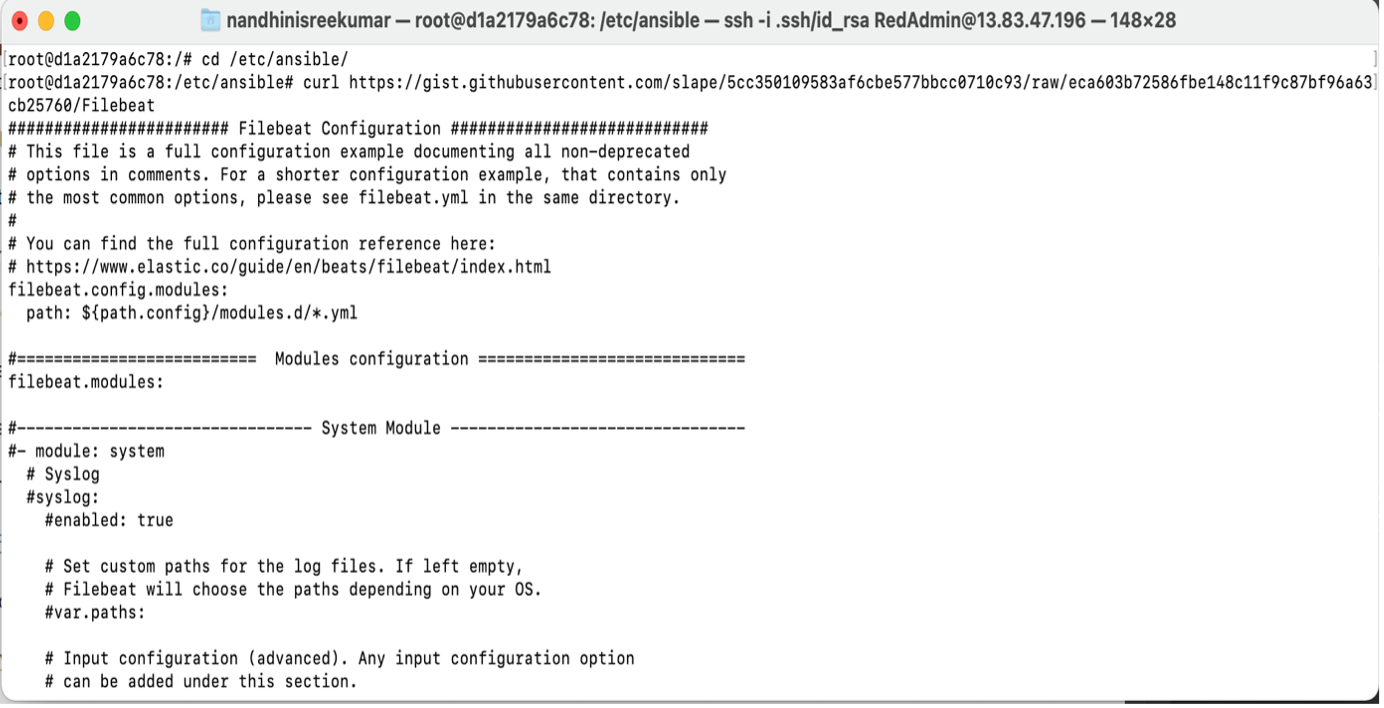 nandhinisreekumar — root@d1a2179a6c78: /etc/ansible — ssh -i .ssh/id_rsa RedAdmin@13.83.47.196 — 148×28
[root@d1a2179a6c78:/# cd /etc/ansible/ ]
[root@d1a2179a6c78:/etc/ansible# curl https://gist.githubusercontent.com/slape/5cc350109583af6cbe577bbcc0710c93/raw/eca603b72586fbe148c11f9c87bf96a63]
cb25760/Filebeat
######################## Filebeat Configuration ############################
# This file is a full configuration example documenting all non-deprecated
# options in comments. For a shorter configuration example, that contains only
# the most common options, please see filebeat.yml in the same directory.
#
# You can find the full configuration reference here:
# https://www.elastic.co/guide/en/beats/filebeat/index.html
filebeat.config.modules:
  path: ${path.config}/modules.d/*.yml

#==========================  Modules configuration =============================
filebeat.modules:

#-------------------------------- System Module --------------------------------
#- module: system
  # Syslog
  #syslog:
    #enabled: true

    # Set custom paths for the log files. If left empty,
    # Filebeat will choose the paths depending on your OS.
    #var.paths:

    # Input configuration (advanced). Any input configuration option
    # can be added under this section.